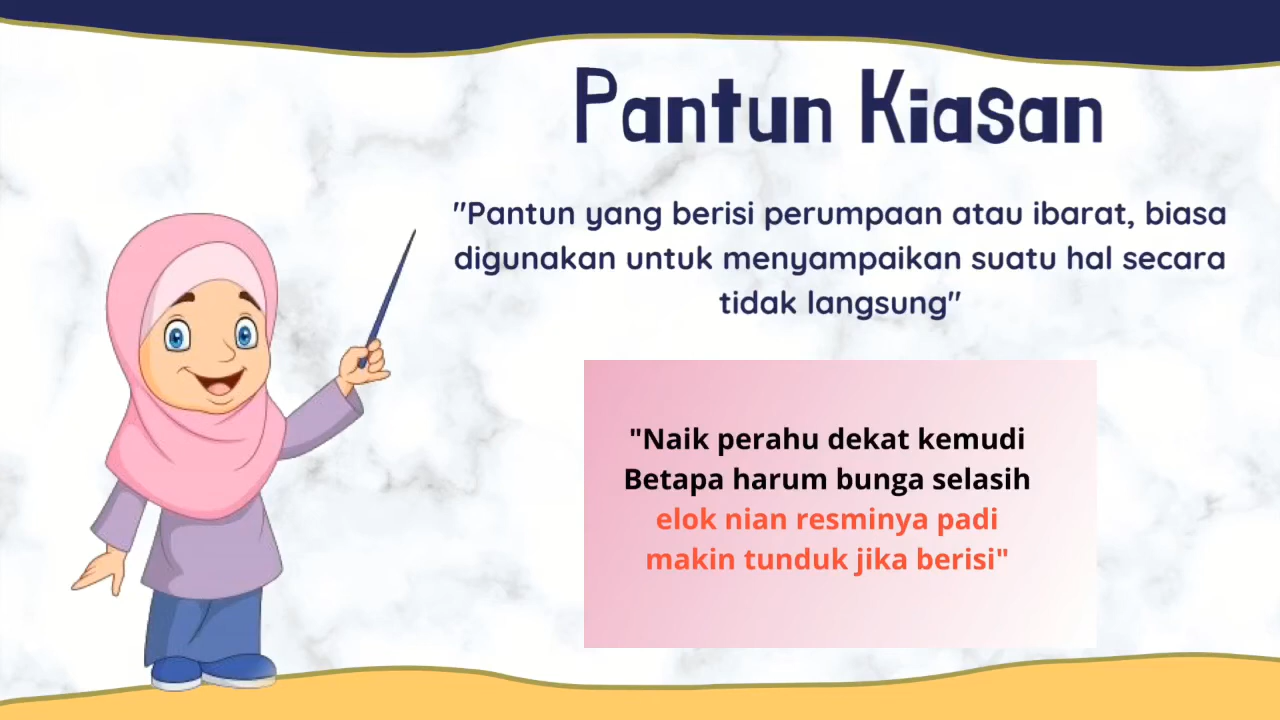 Pantun Kiasan
"Pantun yang berisi perumpaan atau ibarat, biasa
digunakan untuk menyampaikan suatu hal secara
tidak langsung"
"Naik perahu dekat kemudi
Betapa harum bunga selasih
elok nian resminya padi
makin tunduk jika berisi"